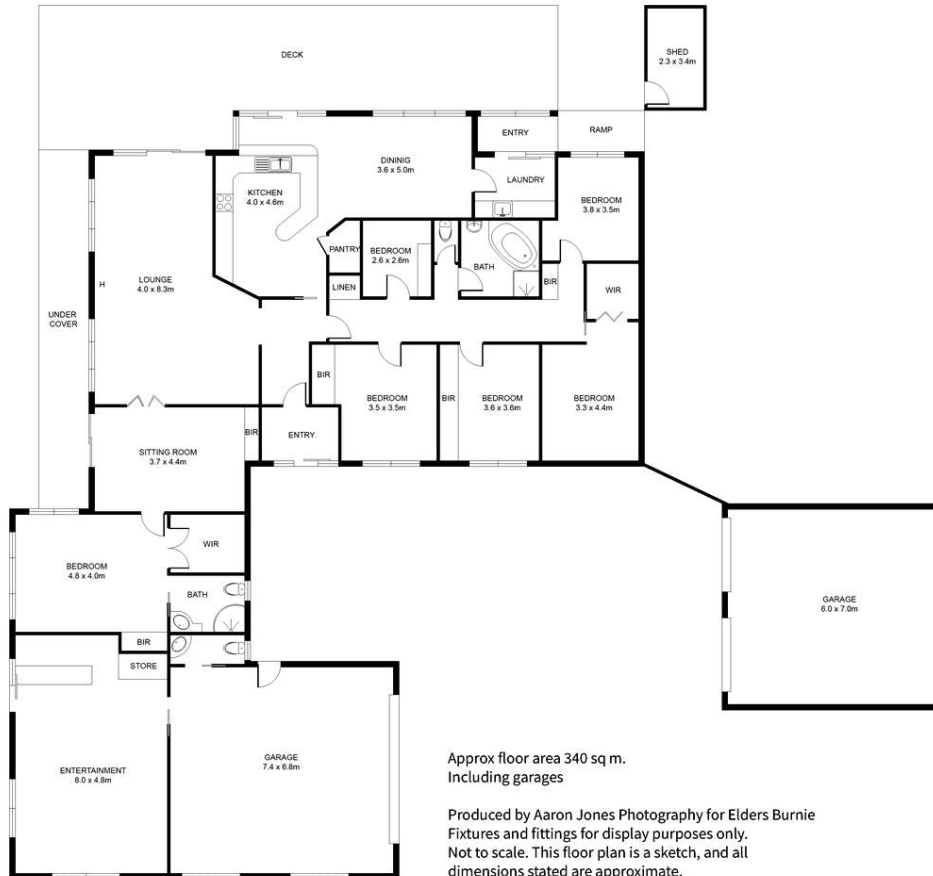 DECK
SHED
2.3 x 3.4m
ENTRY
RAMP
DININIG
3.6 x 5.0m
LAUNDRY
KITCHEN
4.0 x 4.6m
BEDROOM
3.8 x 3.5m
PANTRY
BEDROOM
2.6 x 2.6m
BATH
LOUNGE
4.0 x 8.3m
H
LINEN
BIR
WIR
UNDER
COVER
BIR
BEDROOM
3.5 x 3.5m
BIR
BEDROOM
3.6 x 3.6m
BEDROOM
3.3 x 4.4m
BIR
ENTRY
SITTING ROOM
3.7 x 4.4m
WIR
BEDROOM
4.8 x 4.0m
BATH
GARAGE
6.0 x 7.0m
BIR
STORE
ENTERTAINMENT
8.0 x 4.8m
GARAGE
7.4 x 6.8m
Approx floor area 340 sq m.
Including garages
Produced by Aaron Jones Photography for Elders Burnie
Fixtures and fittings for display purposes only.
Not to scale. This floor plan is a sketch, and all
dimensions stated are approximate.